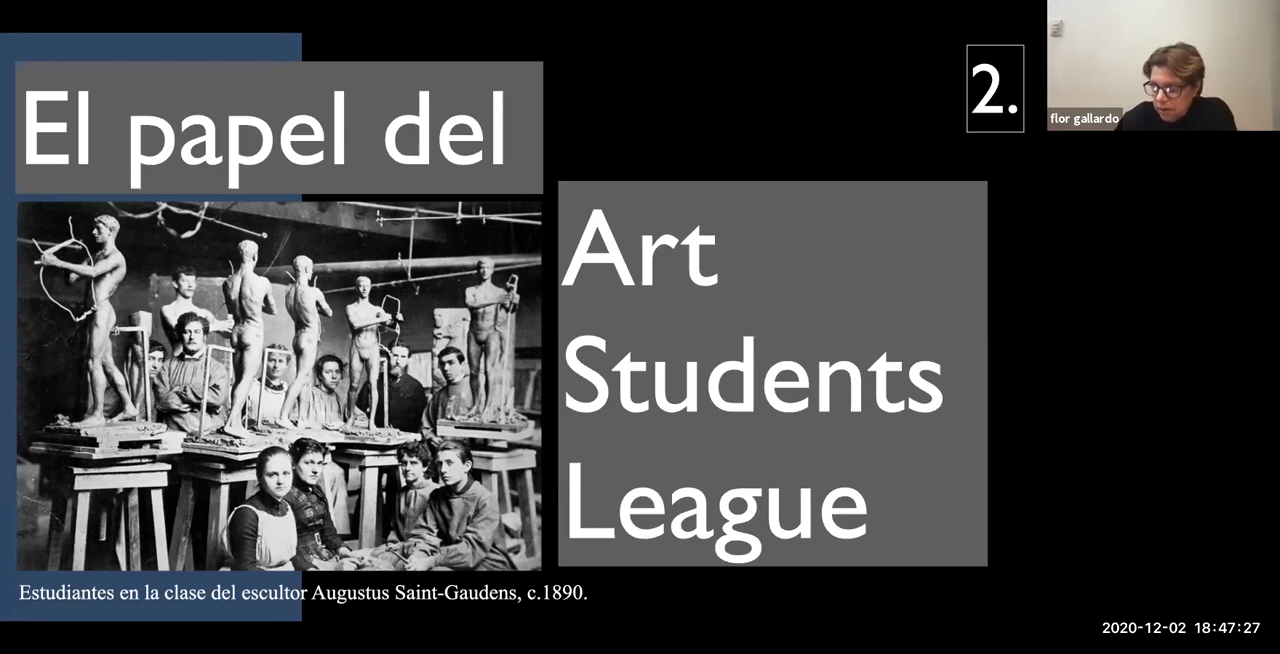 El papel del
2.
flor gallardo
Art
Students
League
Estudiantes en la clase del escultor Augustus Saint-Gaudens, c.1890.
2020-12-02 18:47:27